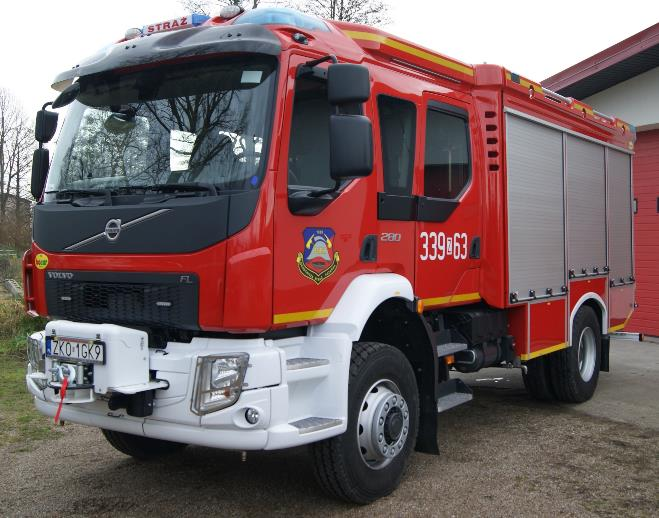 STRAŻ
280
339 Z 63
VOLVO
FL
ZKO 1GK9